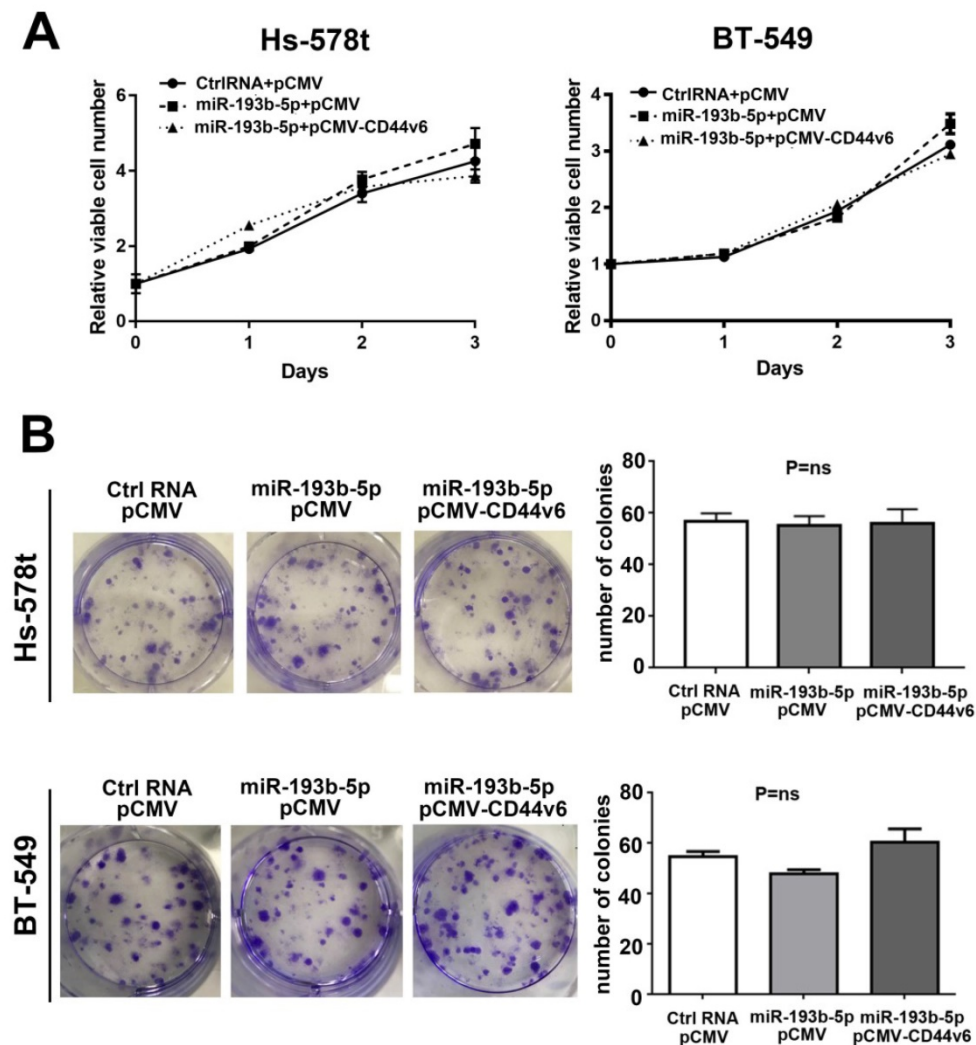 A
Hs-578t
CtrlRNA+pCMV
miR-193b-5p+pCMV
miR-193b-5p+pCMV-CD44v6
Relative viable cell number
6
4
2
0
0 1 2 3
Days
BT-549
CtrlRNA+pCMV
miR-193b-5p+pCMV
miR-193b-5p+pCMV-CD44v6
Relative viable cell number
4
3
2
1
0
0 1 2 3
Days
B
Hs-578t
Ctrl RNA
pCMV
miR-193b-5p
pCMV
miR-193b-5p
pCMV-CD44v6
number of colonies
80
60
40
20
0
P=ns
Ctrl RNA
pCMV
miR-193b-5p
pCMV
miR-193b-5p
pCMV-CD44v6
BT-549
Ctrl RNA
pCMV
miR-193b-5p
pCMV
miR-193b-5p
pCMV-CD44v6
number of colonies
80
60
40
20
0
P=ns
Ctrl RNA
pCMV
miR-193b-5p
pCMV
miR-193b-5p
pCMV-CD44v6